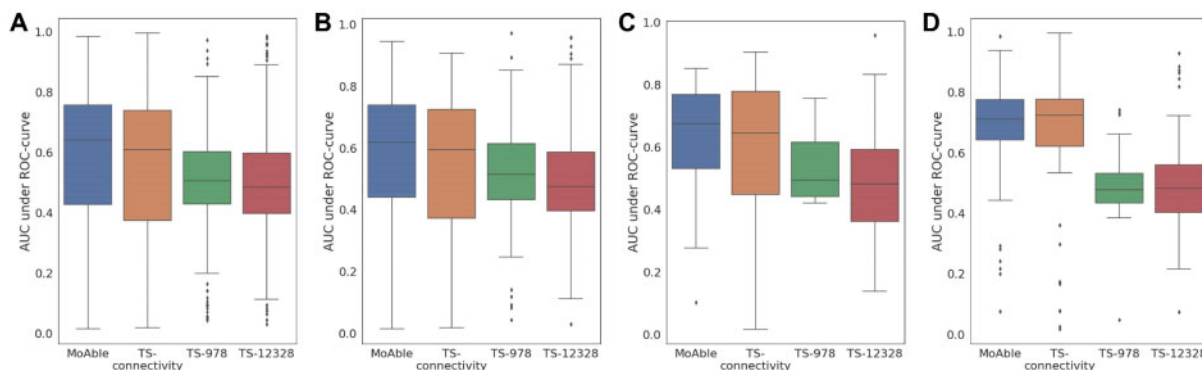 A
AUC under ROC-curve
1.0
0.8
0.6
0.4
0.2
0.0
MoAble
TS-
connectivity
TS-978
TS-12328
B
AUC under ROC-curve
1.0
0.8
0.6
0.4
0.2
0.0
MoAble
TS-
connectivity
TS-978
TS-12328
C
AUC under ROC-curve
1.0
0.8
0.6
0.4
0.2
0.0
MoAble
TS-
connectivity
TS-978
TS-12328
D
AUC under ROC-curve
1.0
0.8
0.6
0.4
0.2
0.0
MoAble
TS-
connectivity
TS-978
TS-12328